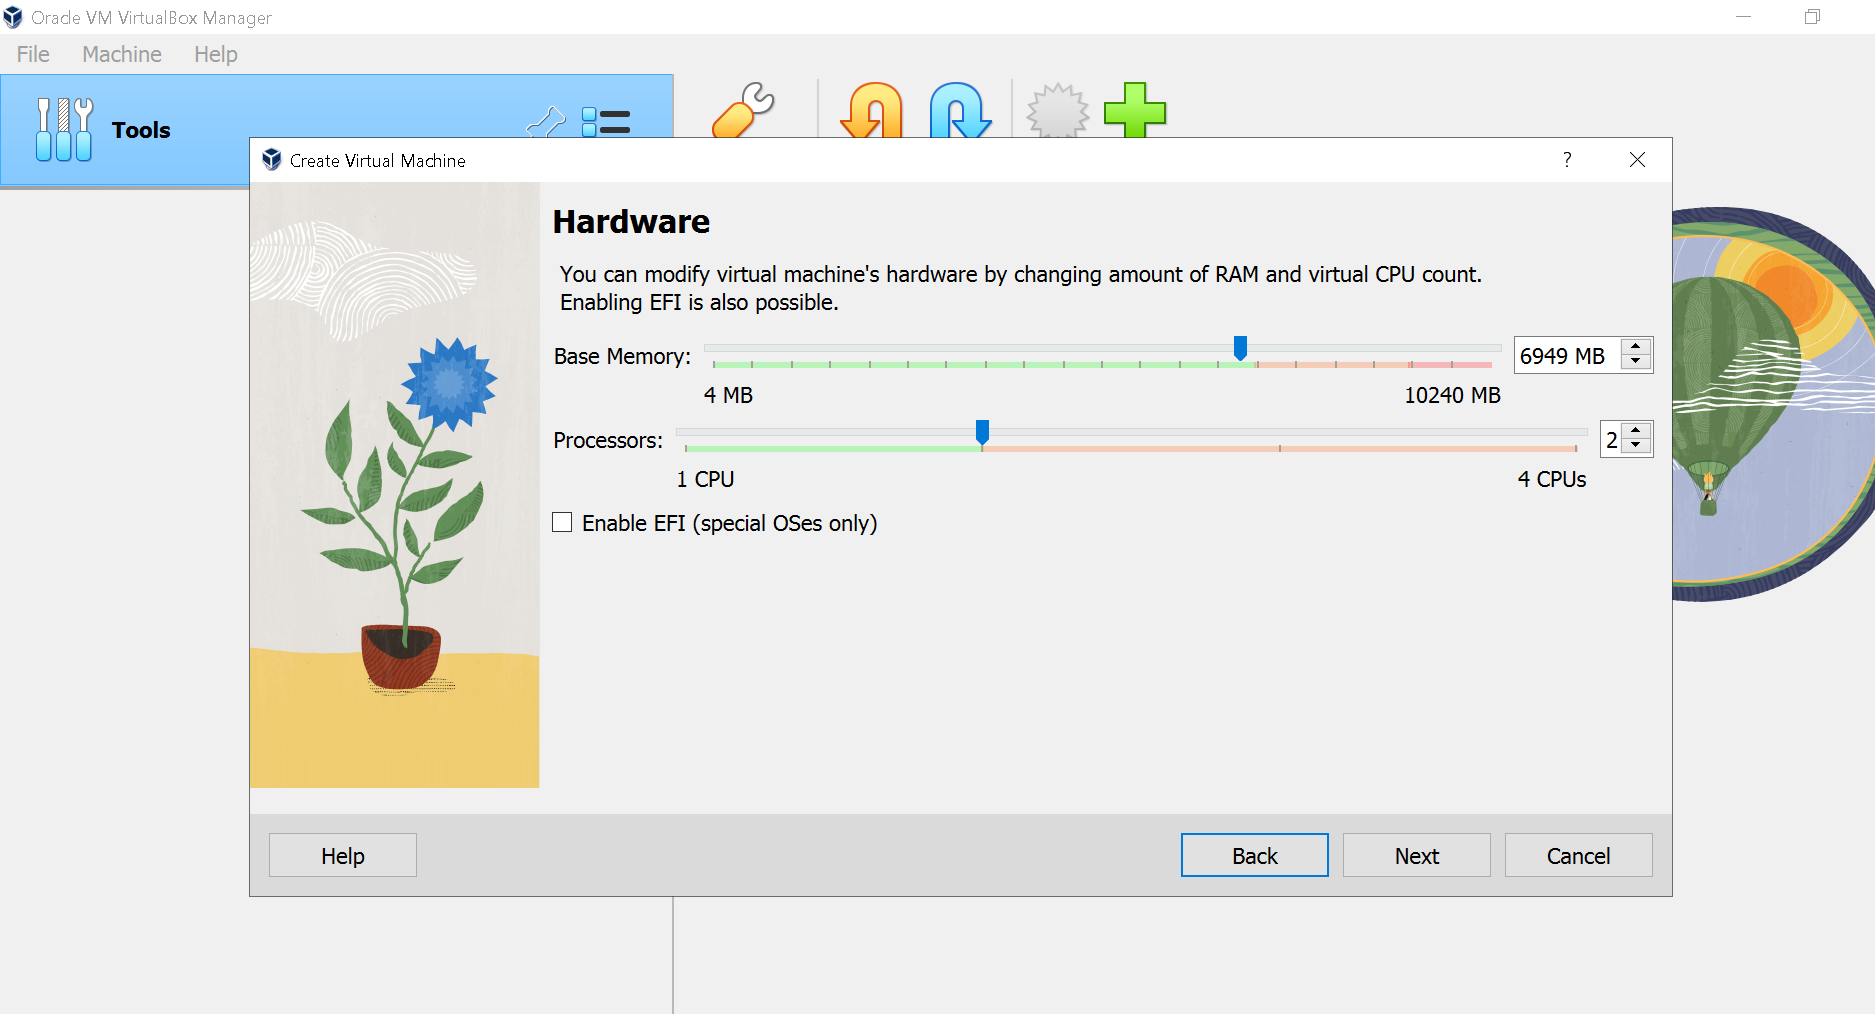 Oracle VM VirtualBox Manager
File Machine Help
Tools
Create Virtual Machine
?
Hardware
You can modify virtual machine's hardware by changing amount of RAM and virtual CPU count.
Enabling EFI is also possible.
Base Memory: 6949 MB
4 MB 10240 MB
Processors: 2
1 CPU 4 CPUs
Enable EFI (special OSes only)
Help Back Next Cancel